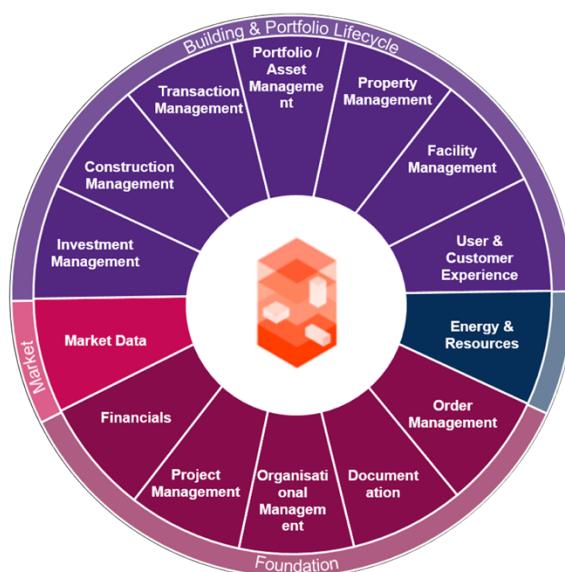 Building & Portfolio Lifecycle
Portfolio /
Asset
Manageme
nt
Transaction
Management
Property
Management
Construction
Management
Facility
Management
Investment
Management
User &
Customer
Experience
Market
Market Data
Energy &
Resources
Financials
Order
Management
Project
Management
Organisati
onal
Managem
ent
Document
ation
Foundation